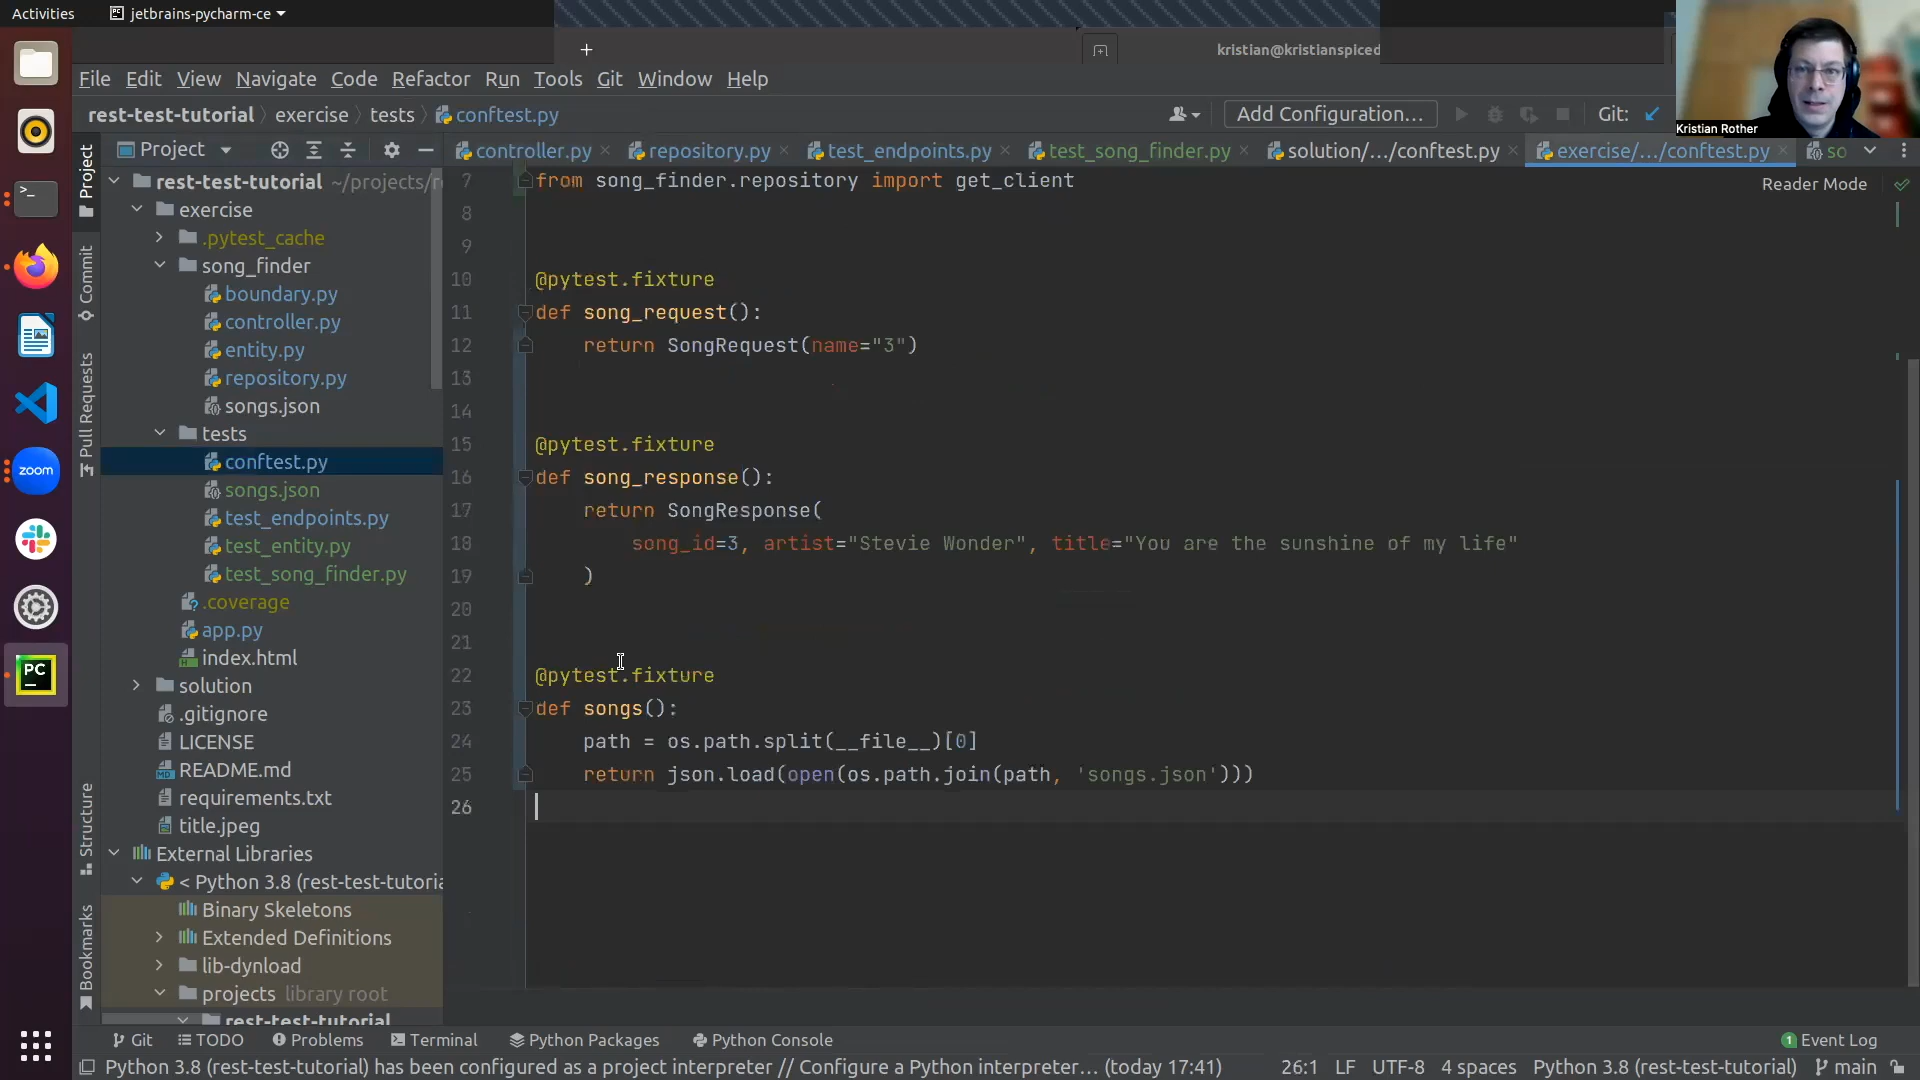 Activities
jetbrains-pycharm-ce
kristian@kristianspiced
Kristian Rother
File Edit View Navigate Code Refactor Run Tools Git Window Help
rest-test-tutorial exercise tests conftest.py
Add Configuration...
Git:
Project
controller.py
repository.py
test_endpoints.py
test_song_finder.py
solution/.../conftest.py
exercise/.../conftest.py
so
Reader Mode
Project
Commit
Pull Requests
Structure
Bookmarks
rest-test-tutorial ~/projects/r
exercise
.pytest_cache
song_finder
boundary.py
controller.py
entity.py
repository.py
songs.json
tests
conftest.py
songs.json
test_endpoints.py
test_entity.py
test_song_finder.py
.coverage
app.py
index.html
solution
.gitignore
LICENSE
README.md
requirements.txt
title.jpeg
External Libraries
< Python 3.8 (rest-test-tutoria
Binary Skeletons
Extended Definitions
lib-dynload
projects library root
rest-test-tutorial
7 from song_finder.repository import get_client
8
9
10 @pytest.fixture
11 def song_request():
12 return SongRequest(name="3")
13
14
15 @pytest.fixture
16 def song_response():
17 return SongResponse(
18 song_id=3, artist="Stevie Wonder", title="You are the sunshine of my life"
19 )
20
21
22 @pytest.fixture
23 def songs():
24 path = os.path.split(__file__)[0]
25 return json.load(open(os.path.join(path, 'songs.json')))
26
zoom
PC
Git TODO Problems Terminal Python Packages Python Console
1 Event Log
Python 3.8 (rest-test-tutorial) has been configured as a project interpreter // Configure a Python interpreter... (today 17:41)
26:1 LF UTF-8 4 spaces Python 3.8 (rest-test-tutorial) main